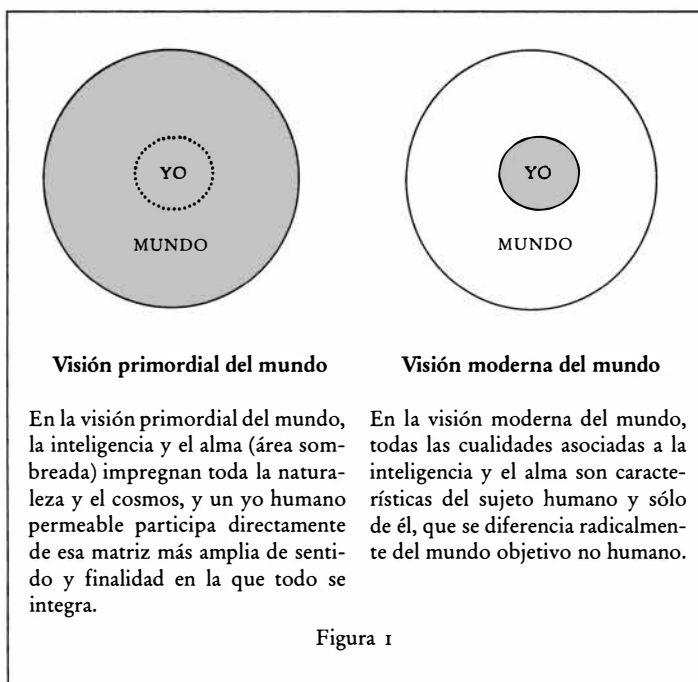 YO
MUNDO
YO
MUNDO
Visión primordial del mundo
En la visión primordial del mundo,
la inteligencia y el alma (área som-
breada) impregnan toda la natura-
leza y el cosmos, y un yo humano
permeable participa directamente
de esa matriz más amplia de senti-
do y finalidad en la que todo se
integra.
Visión moderna del mundo
En la visión moderna del mundo,
todas las cualidades asociadas a la
inteligencia y el alma son caracte-
rísticas del sujeto humano y sólo
de él, que se diferencia radicalmen-
te del mundo objetivo no humano.
Figura 1